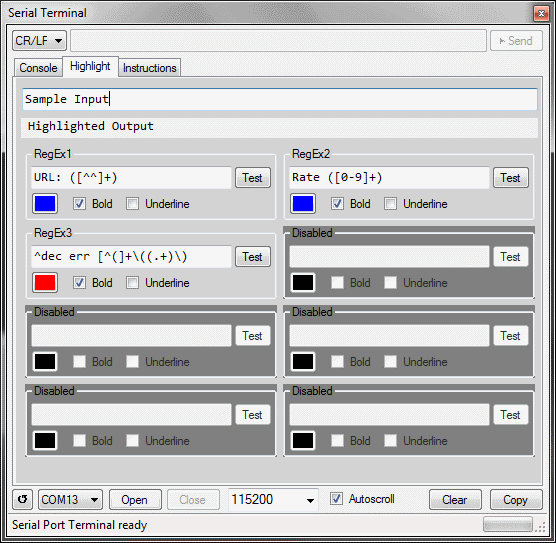 Serial Terminal
CR/LF Send
Console Highlight Instructions
Sample Input
Highlighted Output
RegEx1 RegEx2
URL: ([^^]+) Test Rate ([0-9]+) Test
Bold Underline Bold Underline
RegEx3 Disabled
^dec err [^(]+\((.+)\) Test Test
Bold Underline Bold Underline
Disabled Disabled
Test Test
Bold Underline Bold Underline
Disabled Disabled
Test Test
Bold Underline Bold Underline
COM13 Open Close 115200 Autoscroll Clear Copy
Serial Port Terminal ready